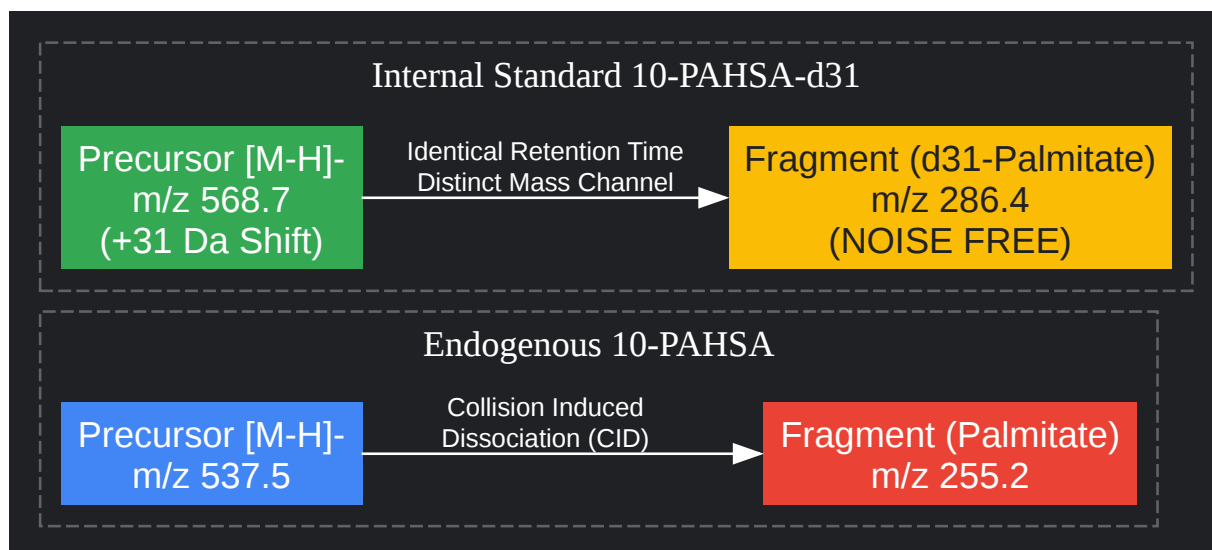 Internal Standard 10-PAHSA-d31
Precursor [M-H]-
m/z 568.7
(+31 Da Shift)
Identical Retention Time
Distinct Mass Channel
Fragment (d31-Palmitate)
m/z 286.4
(NOISE FREE)
Endogenous 10-PAHSA
Precursor [M-H]-
m/z 537.5
Collision Induced
Dissociation (CID)
Fragment (Palmitate)
m/z 255.2